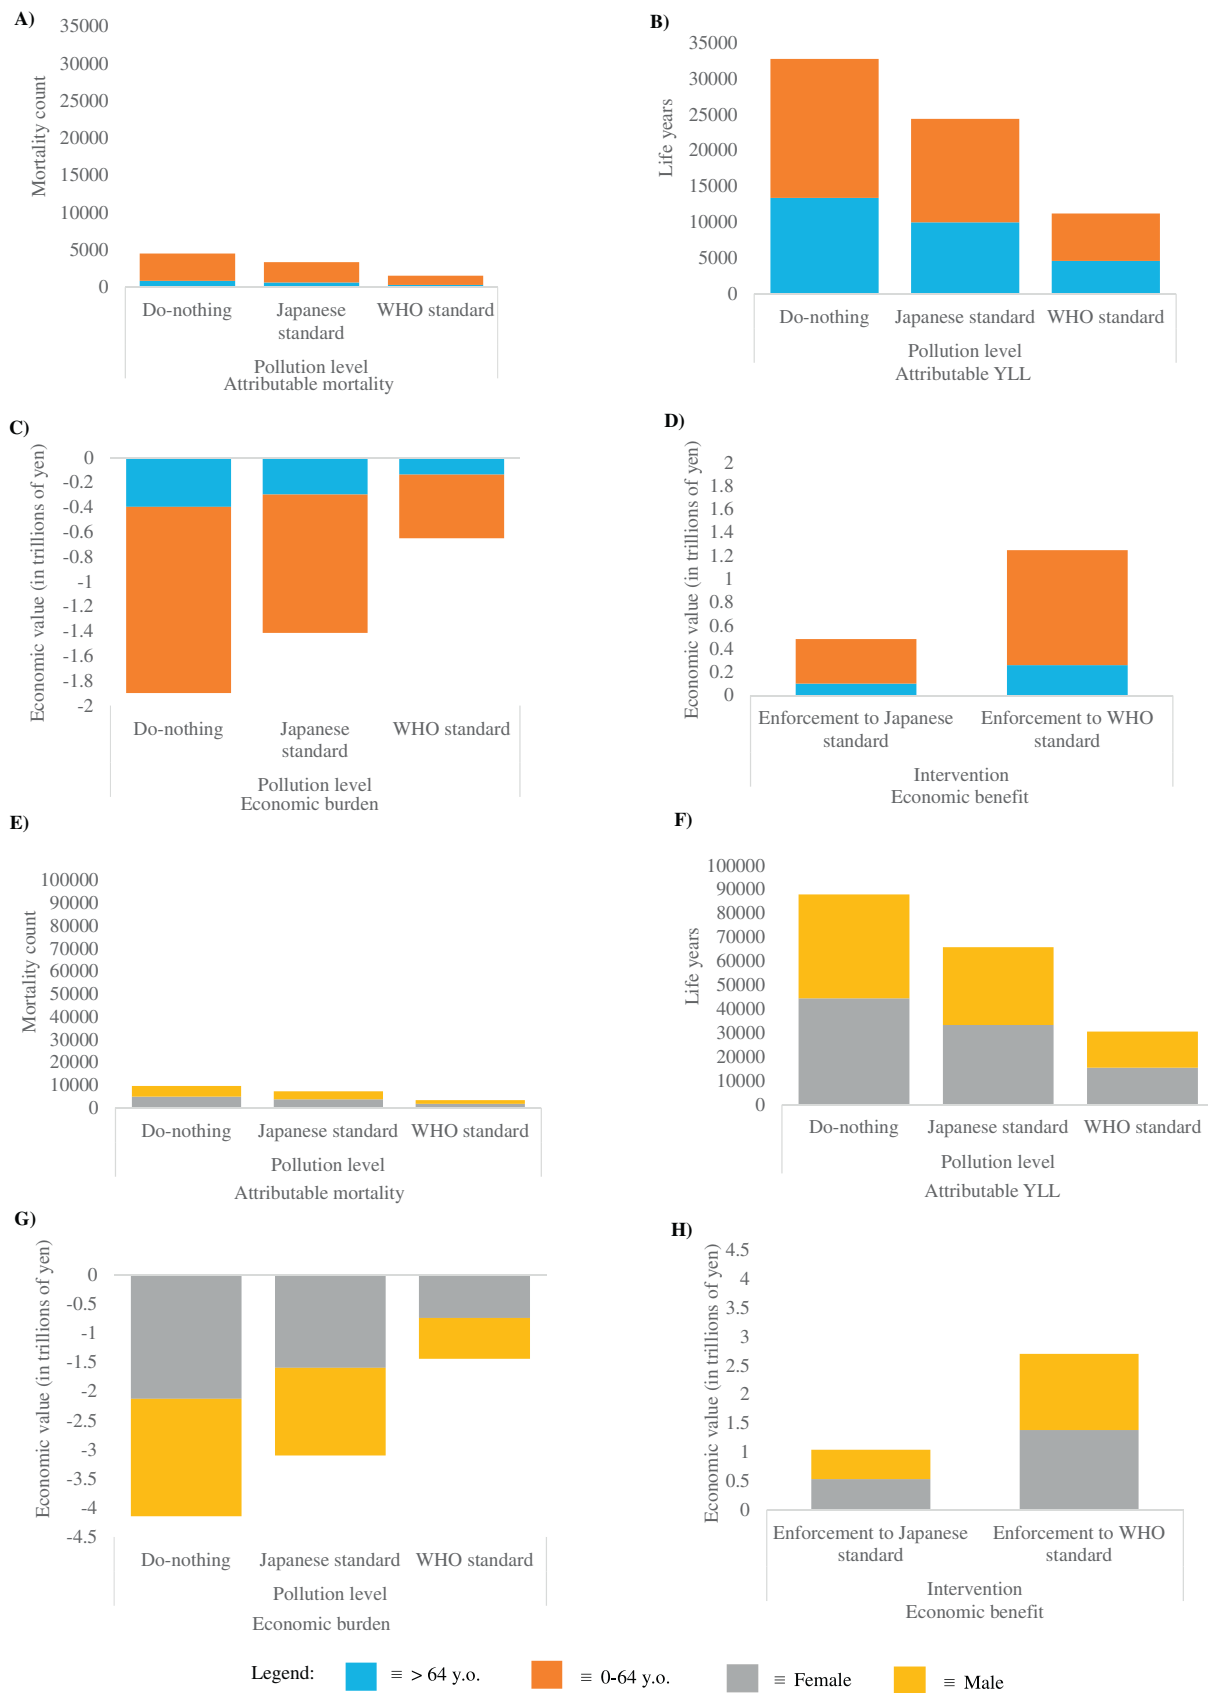 A)
35000
30000
25000
20000
15000
10000
5000
0
Mortality count
Do-nothing
Japanese
standard
WHO standard
Pollution level
Attributable mortality
B)
35000
30000
25000
20000
15000
10000
5000
0
Life years
Do-nothing
Japanese standard
WHO standard
Pollution level
Attributable YLL
C)
0
-0.2
-0.4
-0.6
-0.8
-1
-1.2
-1.4
-1.6
-1.8
-2
Economic value (in trillions of yen)
Do-nothing
Japanese
standard
WHO standard
Pollution level
Economic burden
D)
2
1.8
1.6
1.4
1.2
1
0.8
0.6
0.4
0.2
0
Economic value (in trillions of yen)
Enforcement to Japanese
standard
Enforcement to WHO
standard
Intervention
Economic benefit
E)
100000
90000
80000
70000
60000
50000
40000
30000
20000
10000
0
Mortality count
Do-nothing
Japanese standard
WHO standard
Pollution level
Attributable mortality
F)
100000
90000
80000
70000
60000
50000
40000
30000
20000
10000
0
Life years
Do-nothing
Japanese standard
WHO standard
Pollution level
Attributable YLL
G)
0
-0.5
-1
-1.5
-2
-2.5
-3
-3.5
-4
-4.5
Economic value (in trillions of yen)
Do-nothing
Japanese standard
WHO standard
Pollution level
Economic burden
H)
4.5
4
3.5
3
2.5
2
1.5
1
0.5
0
Economic value (in trillions of yen)
Enforcement to Japanese
standard
Enforcement to WHO
standard
Intervention
Economic benefit
Legend: ≡ > 64 y.o. ≡ 0-64 y.o. ≡ Female ≡ Male